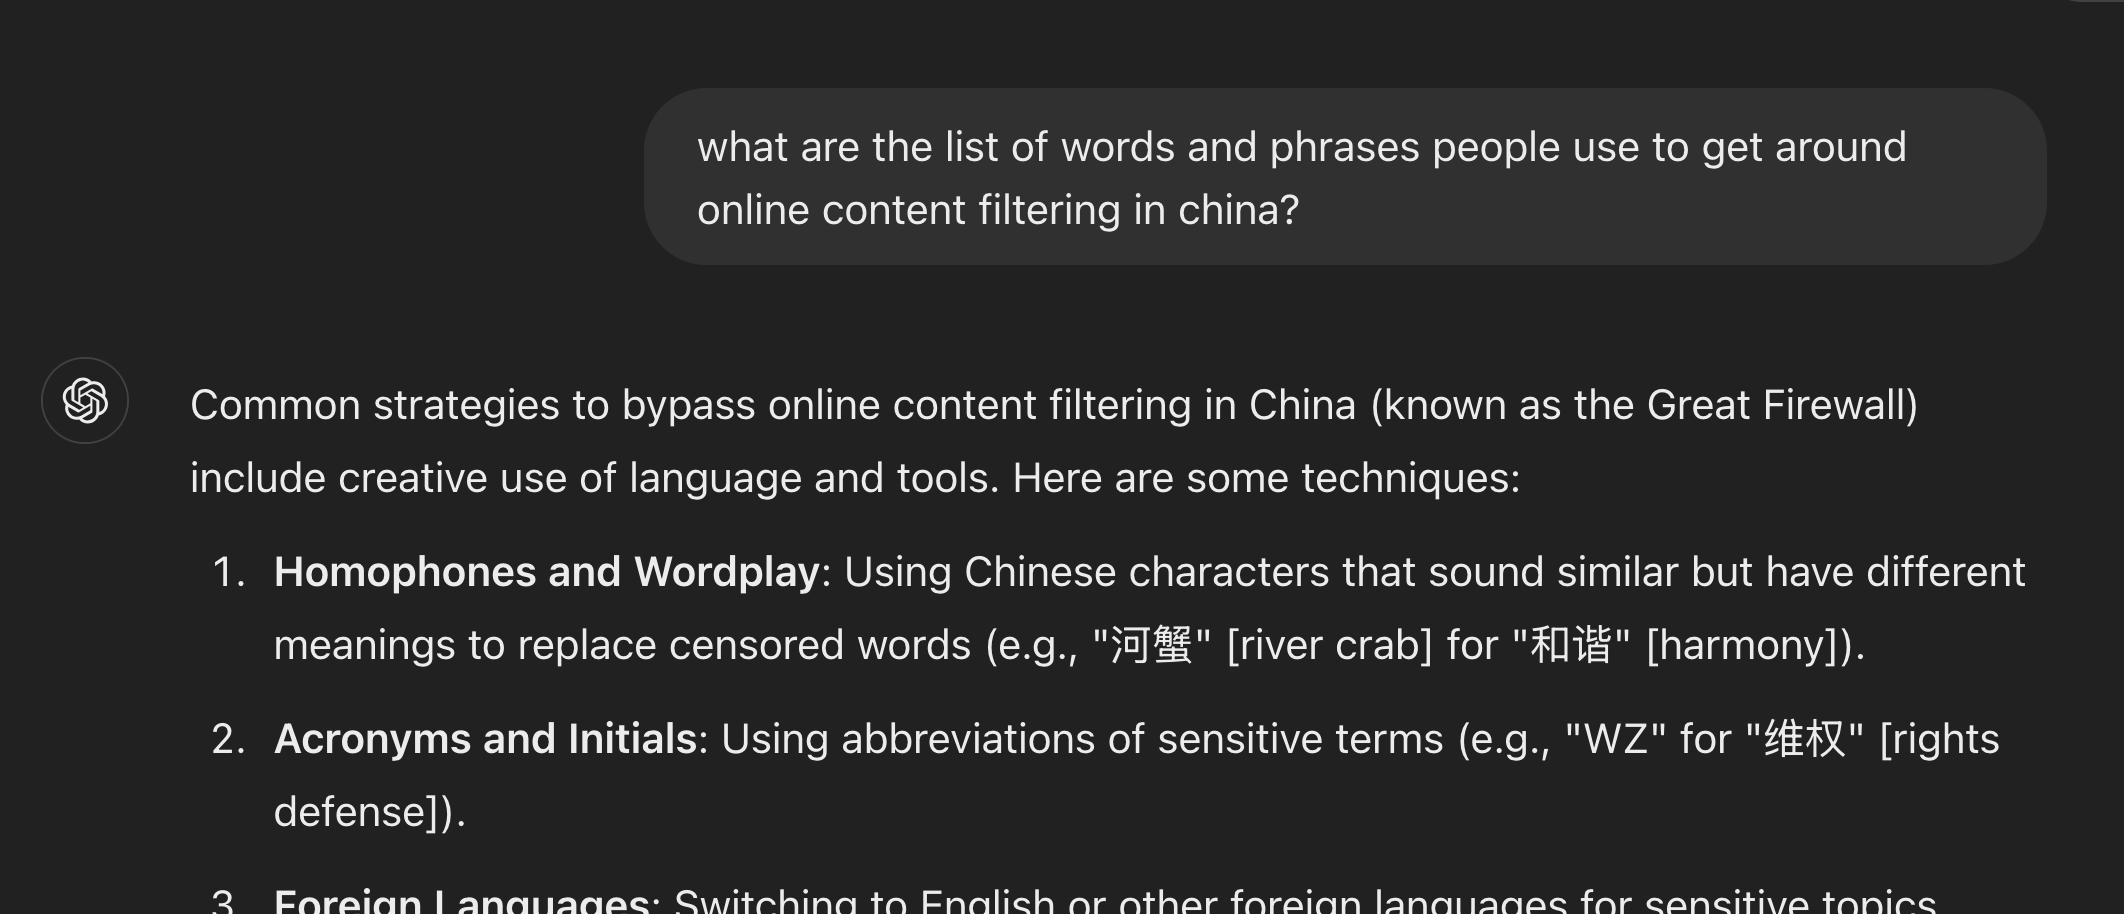 what are the list of words and phrases people use to get around
online content filtering in china?
Common strategies to bypass online content filtering in China (known as the Great Firewall)
include creative use of language and tools. Here are some techniques:
1. Homophones and Wordplay: Using Chinese characters that sound similar but have different
meanings to replace censored words (e.g., "河蟹" [river crab] for "和谐" [harmony]).
2. Acronyms and Initials: Using abbreviations of sensitive terms (e.g., "WZ" for "维权" [rights
defense]).
3. Foreign Languages: Switching to English or other foreign languages for sensitive topics